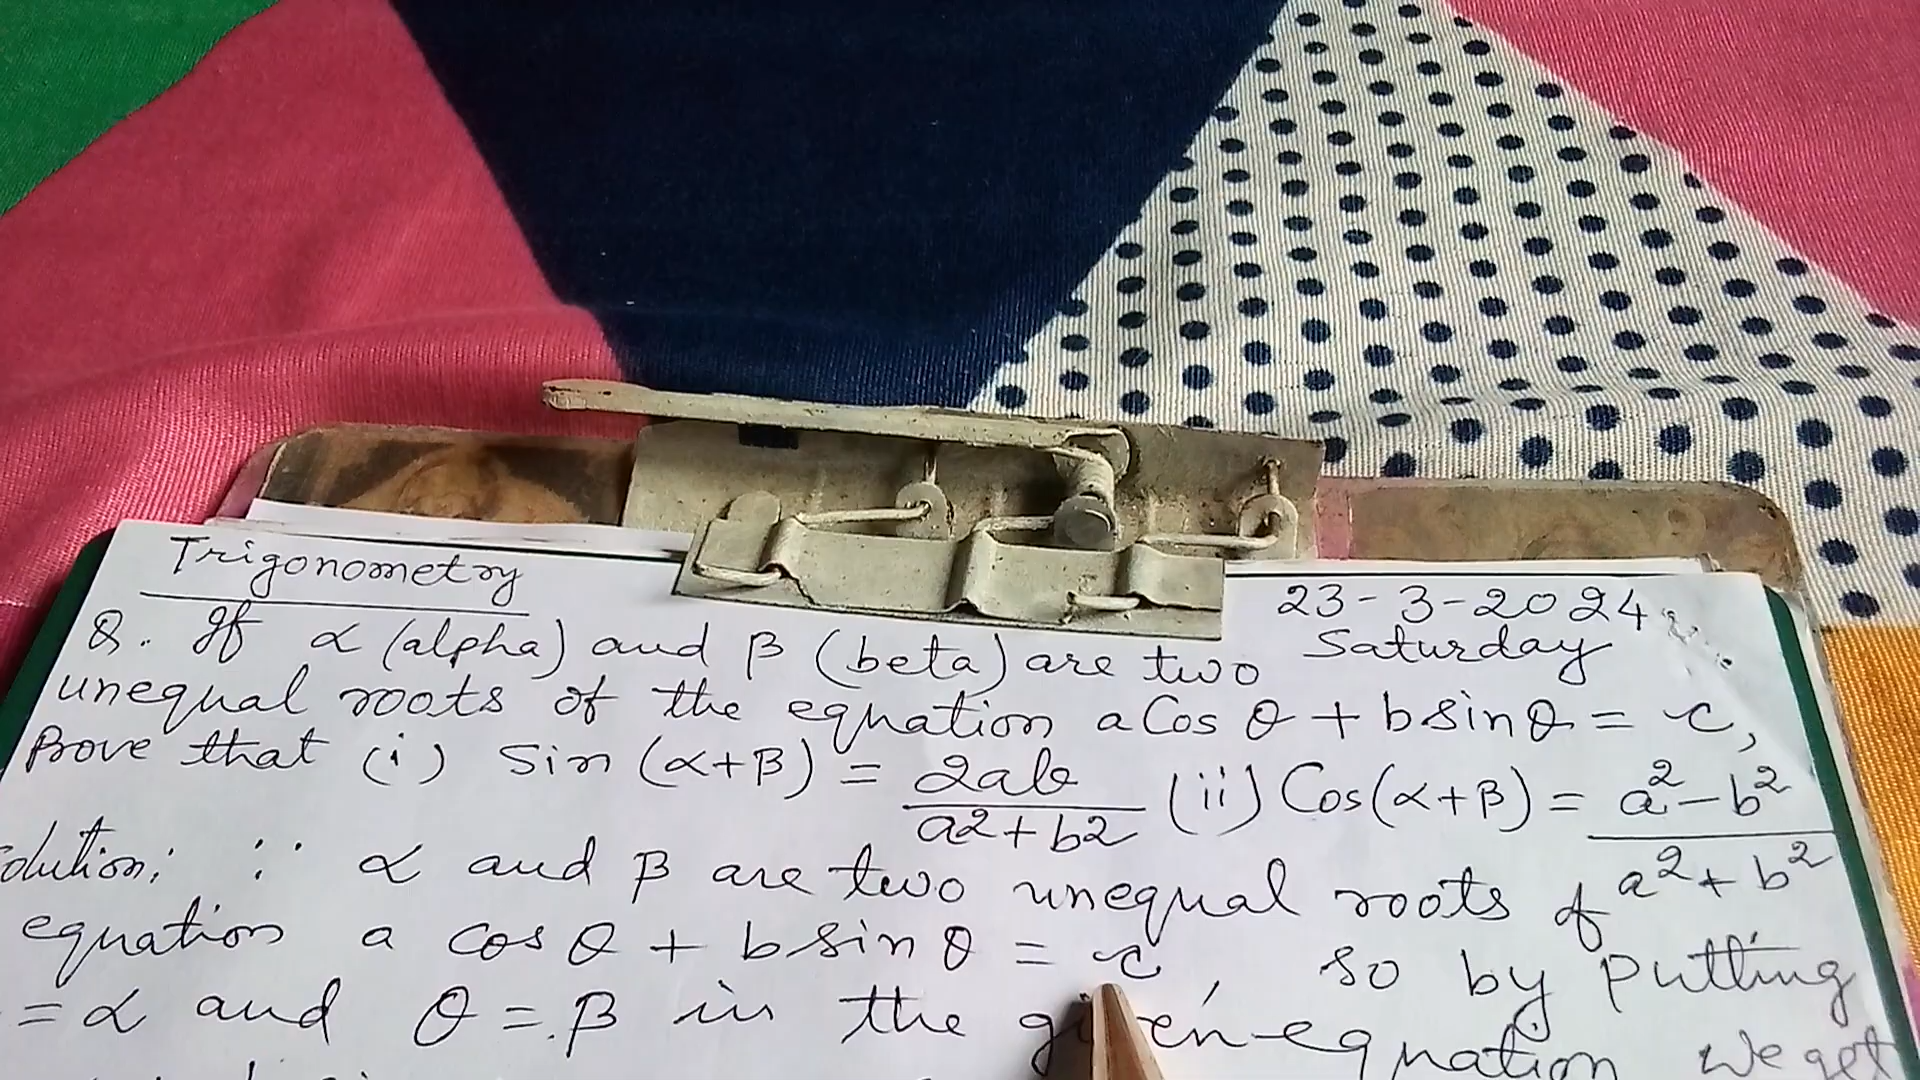 Trigonometry
23-3-2024
Saturday
Q. If α (alpha) and β (beta) are two
unequal roots of the equation a Cos θ + b sin θ = c,
Prove that (i) Sin (α+β) = 2ab / a2+b2 (ii) Cos(α+β) = a²-b² / a²+b²
olution; ∵ α and β are two unequal roots of
equation a cos θ + b sin θ = c, so by putting
= α and θ = β in the given equation we get